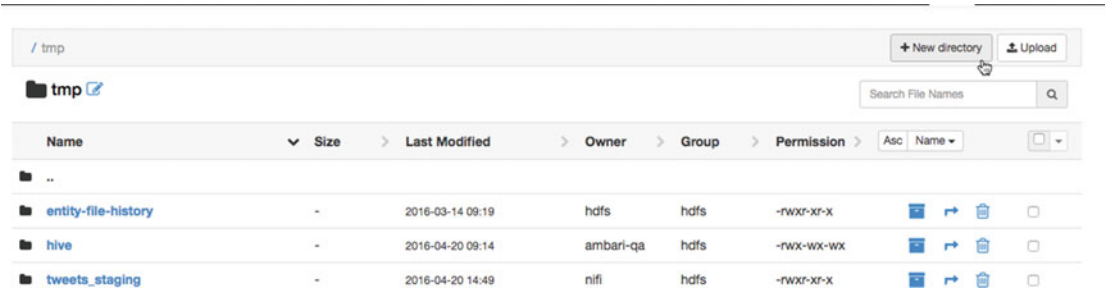 / tmp + New directory Upload
tmp
Search File Names
Name Size Last Modified Owner Group Permission Asc Name
..
entity-file-history - 2016-03-14 09:19 hdfs hdfs -rwxr-xr-x
hive - 2016-04-20 09:14 ambari-qa hdfs -rwx-wx-wx
tweets_staging - 2016-04-20 14:49 nifi hdfs -rwxr-xr-x